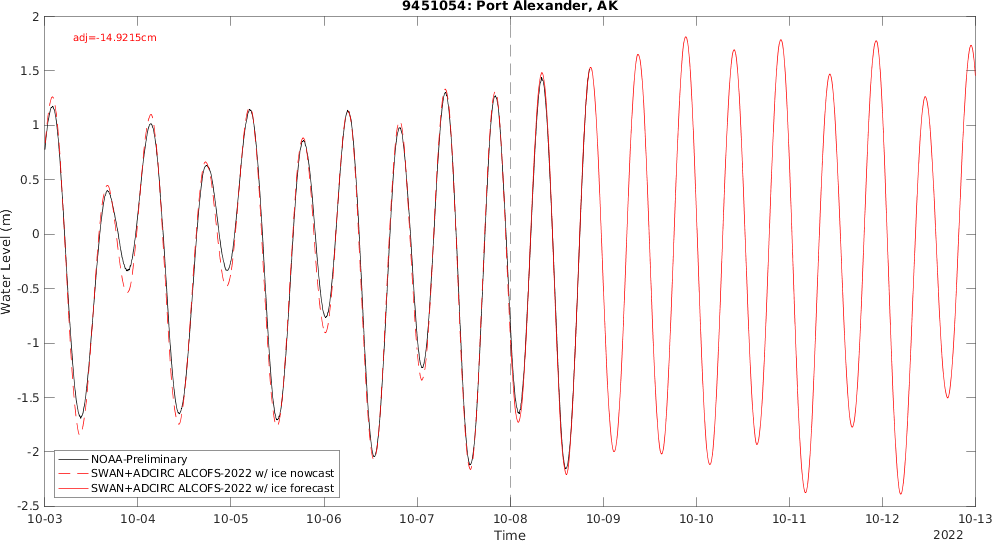 9451054: Port Alexander, AK
adj=-14.9215cm
2
1.5
1
0.5
0
-0.5
-1
-1.5
-2
-2.5
Water Level (m)
NOAA-Preliminary
SWAN+ADCIRC ALCOFS-2022 w/ ice nowcast
SWAN+ADCIRC ALCOFS-2022 w/ ice forecast
10-03 10-04 10-05 10-06 10-07 10-08 10-09 10-10 10-11 10-12 10-13
Time
2022